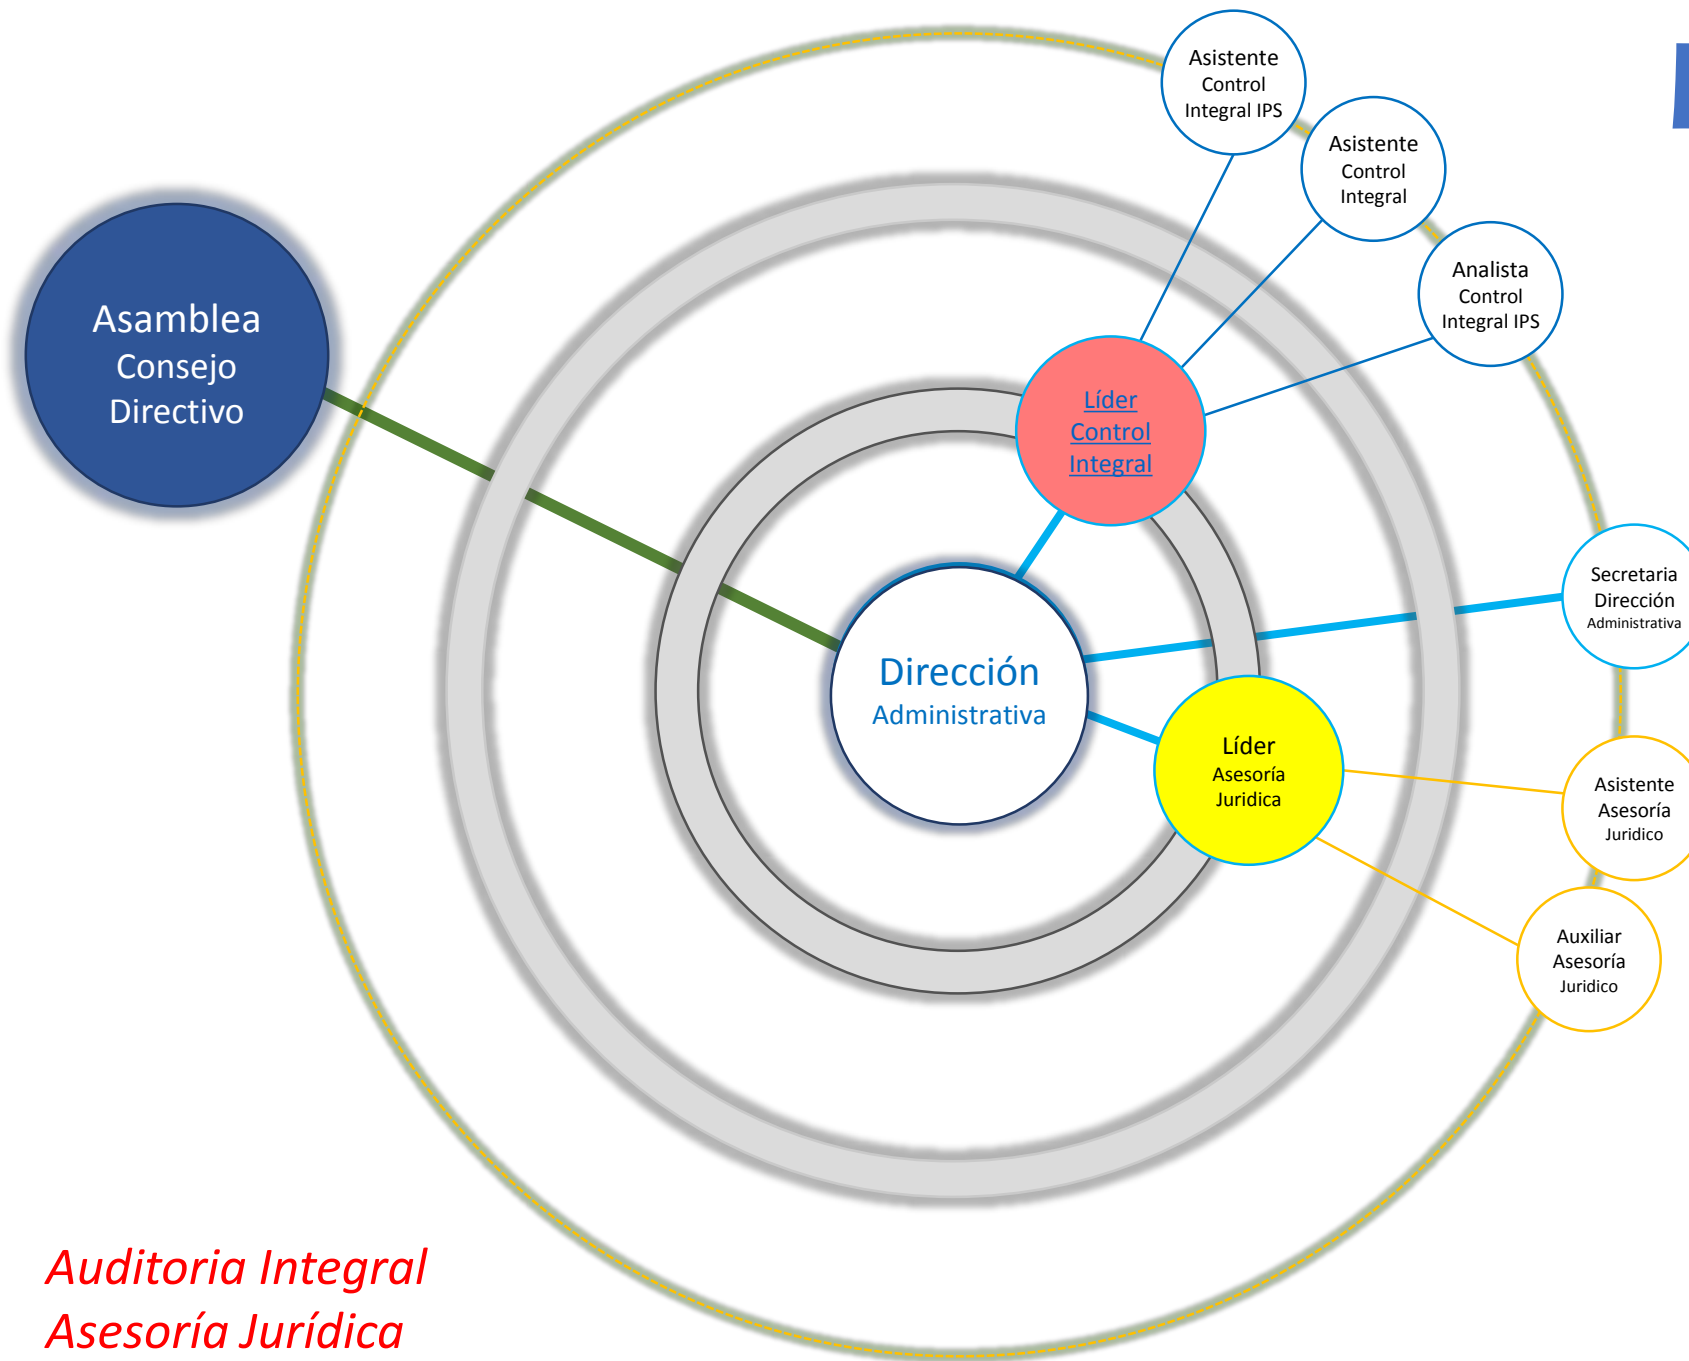 Asistente
Control
Integral IPS
Asistente
Control
Integral
Analista
Control
Integral IPS
Asamblea
Consejo
Directivo
Líder
Control
Integral
Secretaria
Dirección
Administrativa
Dirección
Administrativa
Líder
Asesoría
Juridica
Asistente
Asesoría
Juridico
Auxiliar
Asesoría
Juridico
Auditoria Integral
Asesoría Jurídica